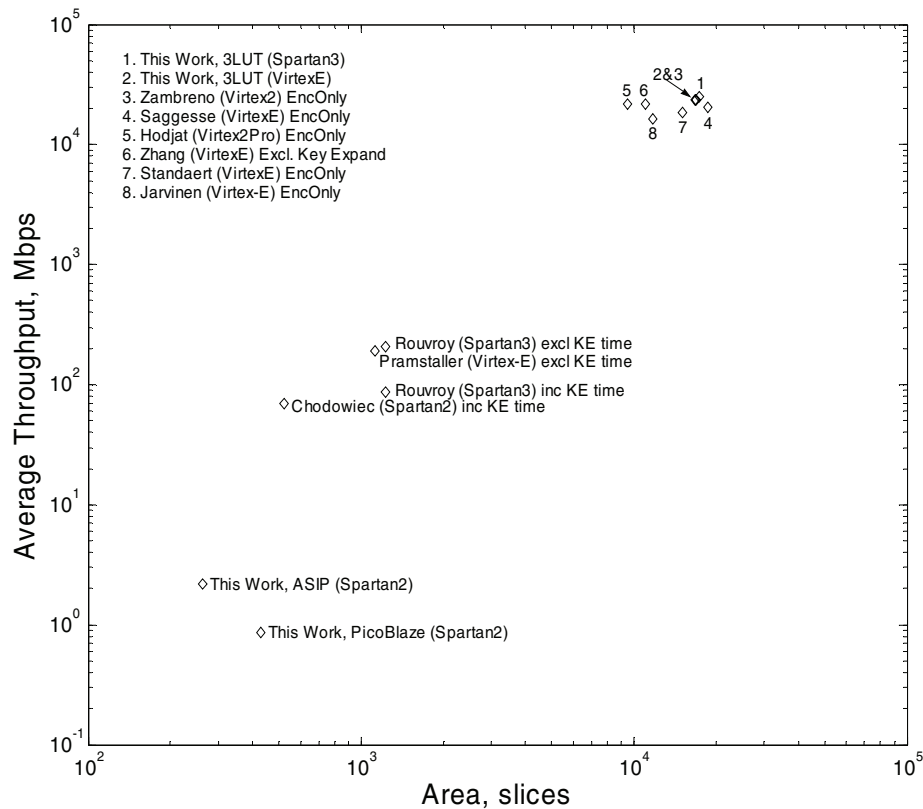 10^5
1. This Work, 3LUT (Spartan3)
2. This Work, 3LUT (VirtexE)
3. Zambreno (Virtex2) EncOnly
4. Saggesse (VirtexE) EncOnly
5. Hodjat (Virtex2Pro) EncOnly
6. Zhang (VirtexE) Excl. Key Expand
7. Standaert (VirtexE) EncOnly
8. Jarvinen (Virtex-E) EncOnly
2&3
1
5
6
8
7
4
10^4
10^3
Rouvroy (Spartan3) excl KE time
Pramstaller (Virtex-E) excl KE time
Rouvroy (Spartan3) inc KE time
10^2
Chodowiec (Spartan2) inc KE time
10^1
This Work, ASIP (Spartan2)
10^0
This Work, PicoBlaze (Spartan2)
10^-1
Average Throughput, Mbps
10^2
10^3
10^4
10^5
Area, slices